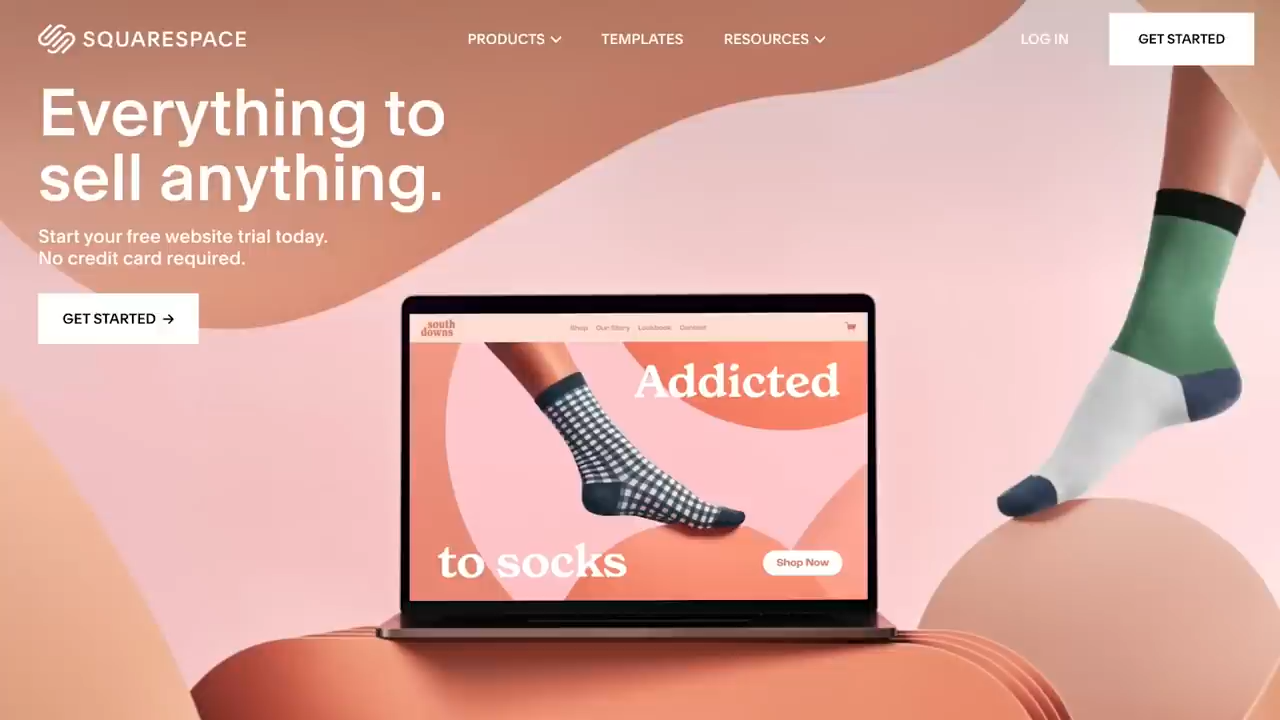 SQUARESPACE
PRODUCTS
TEMPLATES
RESOURCES
LOG IN
GET STARTED
Everything to
sell anything.
Start your free website trial today.
No credit card required.
GET STARTED →
south
downs
Shop
Our Story
Lookbook
Contact
Addicted
to socks
Shop Now